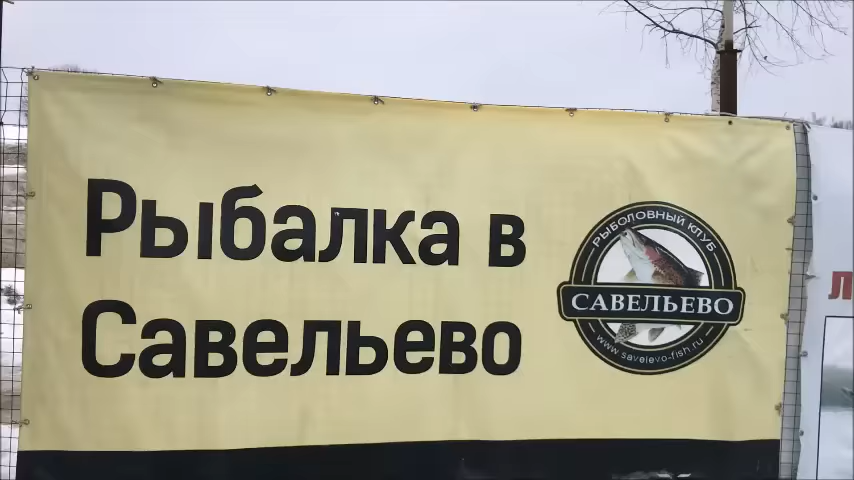 Рыбалка в
Савельево
РЫБОЛОВНЫЙ КЛУБ
САВЕЛЬЕВО
www.savelevo-fish.ru
Л